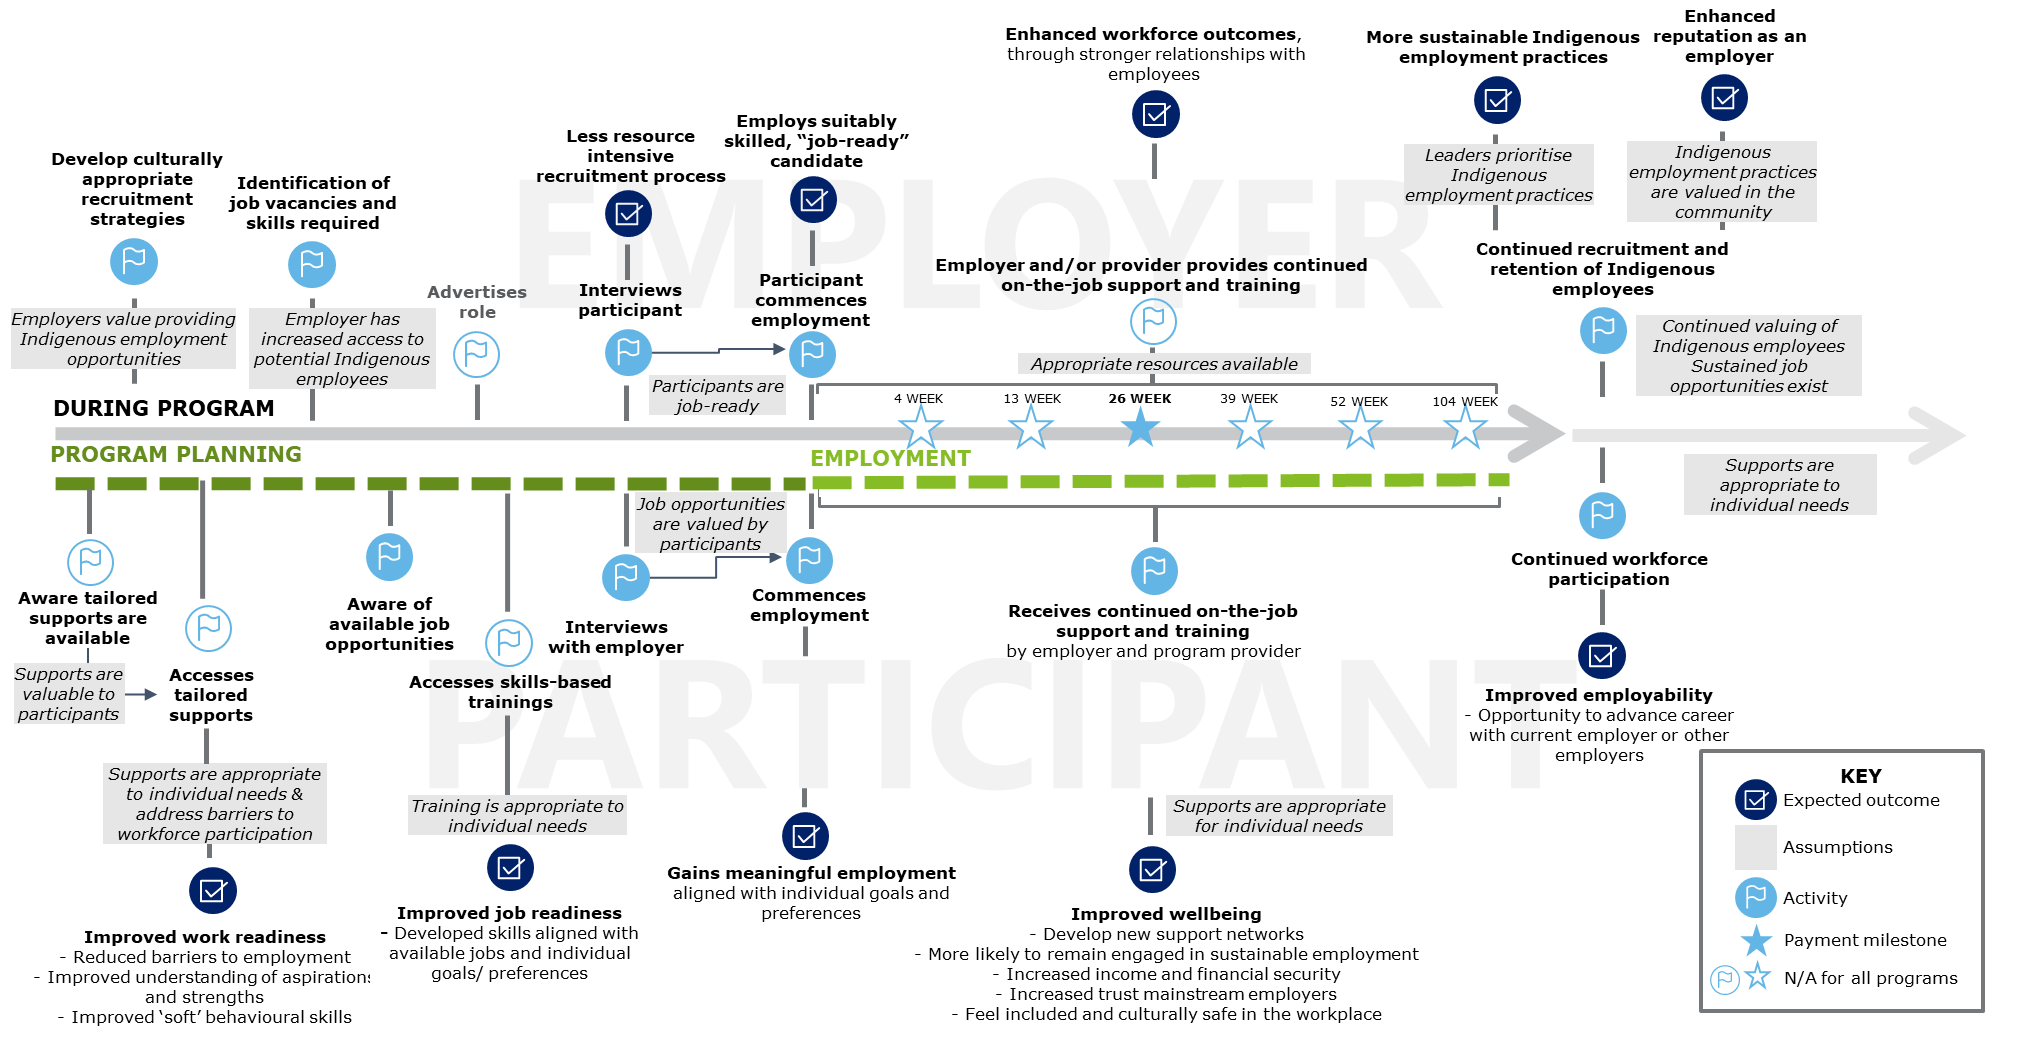 EMPLOYER
Enhanced workforce outcomes,
through stronger relationships with
employees
More sustainable Indigenous
employment practices
Enhanced
reputation as an
employer
Employs suitably
skilled, “job-ready”
candidate
Less resource
intensive
recruitment process
Develop culturally
appropriate
recruitment
strategies
Identification of
job vacancies and
skills required
Leaders prioritise
Indigenous
employment practices
Indigenous
employment practices
are valued in the
community
Continued recruitment and
retention of Indigenous
employees
Employer and/or provider provides continued
on-the-job support and training
Advertises
role
Interviews
participant
Participant
commences
employment
Employers value providing
Indigenous employment
opportunities
Employer has
increased access to
potential Indigenous
employees
Participants are
job-ready
Appropriate resources available
Continued valuing of
Indigenous employees
Sustained job
opportunities exist
DURING PROGRAM
4 WEEK
13 WEEK
26 WEEK
39 WEEK
52 WEEK
104 WEEK
PROGRAM PLANNING
EMPLOYMENT
Supports are
appropriate to
individual needs
Job opportunities
are valued by
participants
Aware tailored
supports are
available
Aware of
available job
opportunities
Interviews
with employer
Commences
employment
Receives continued on-the-job
support and training
by employer and program provider
Continued workforce
participation
PARTICIPANT
Supports are
valuable to
participants
Accesses
tailored
supports
Accesses skills-based
trainings
Improved employability
- Opportunity to advance career
with current employer or other
employers
Supports are appropriate
to individual needs &
address barriers to
workforce participation
Training is appropriate to
individual needs
Supports are appropriate
for individual needs
Gains meaningful employment
aligned with individual goals and
preferences
Improved work readiness
- Reduced barriers to employment
- Improved understanding of aspirations
and strengths
- Improved ‘soft’ behavioural skills
Improved job readiness
- Developed skills aligned with
available jobs and individual
goals/ preferences
Improved wellbeing
- Develop new support networks
- More likely to remain engaged in sustainable employment
- Increased income and financial security
- Increased trust mainstream employers
- Feel included and culturally safe in the workplace
KEY
Expected outcome
Assumptions
Activity
Payment milestone
N/A for all programs